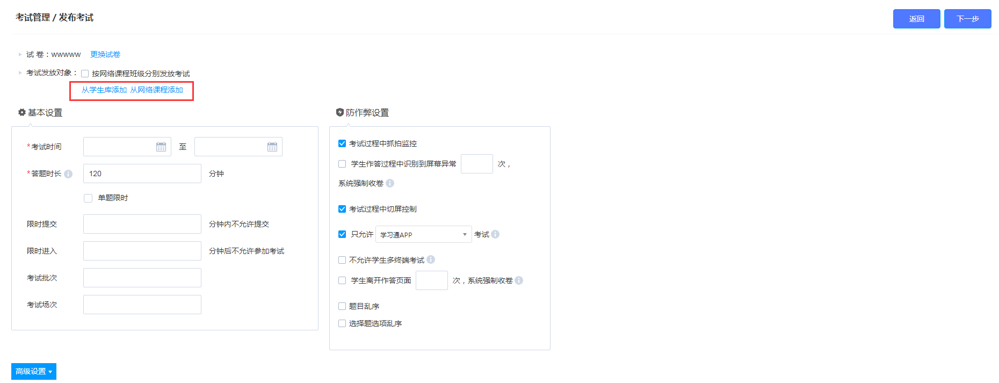 考试管理 / 发布考试
返回
下一步
试 卷：wwwww 更换试卷
考试发放对象： 按网络课程班级分别发放考试
从学生库添加 从网络课程添加
基本设置
*考试时间 至
*答题时长 120 分钟
单题限时
限时提交 分钟内不允许提交
限时进入 分钟后不允许参加考试
考试批次
考试场次
防作弊设置
考试过程中抓拍监控
学生作答过程中识别到屏幕异常 次，
系统强制收卷
考试过程中切屏控制
只允许 学习通APP 考试
不允许学生多终端考试
学生离开作答页面 次，系统强制收卷
题目乱序
选择题选项乱序
高级设置